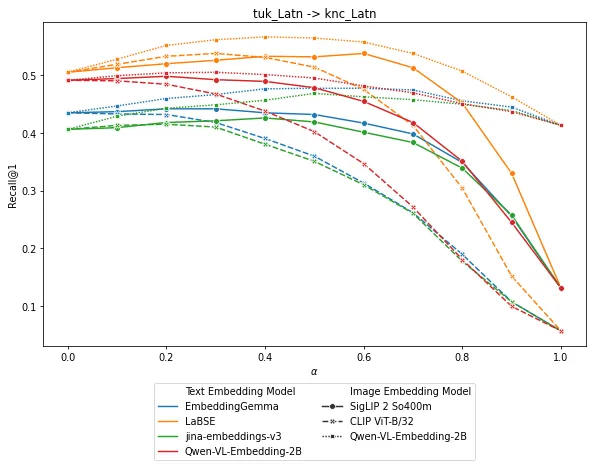 tuk_Latn -> knc_Latn
Recall@1
0.5
0.4
0.3
0.2
0.1
0.0 0.2 0.4 0.6 0.8 1.0
α
Text Embedding Model Image Embedding Model
EmbeddingGemma SigLIP 2 So400m
LaBSE CLIP ViT-B/32
jina-embeddings-v3 Qwen-VL-Embedding-2B
Qwen-VL-Embedding-2B